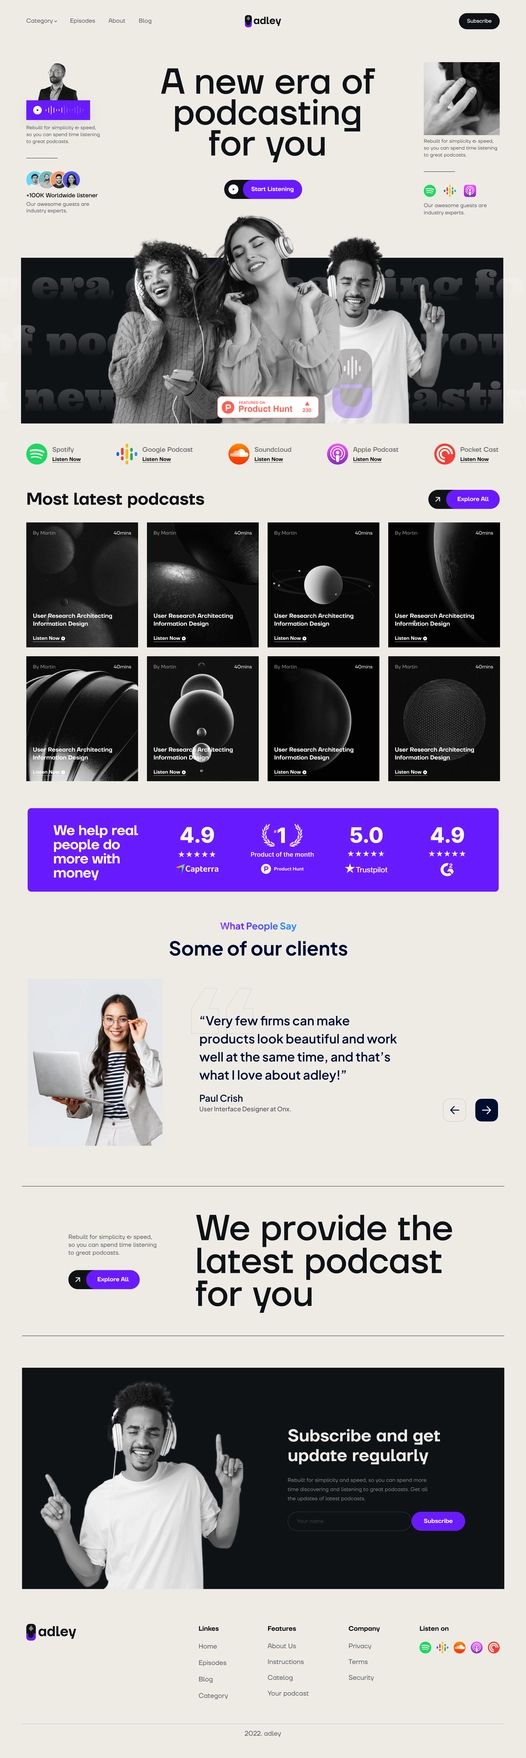 Category
Episodes
About
Blog
adley
Subscribe
A new era of
podcasting
for you
Start Listening
Rebuilt for simplicity & speed,
so you can spend time listening
to great podcasts.
+100K Worldwide listener
Our awesome guests are
industry experts.
Rebuilt for simplicity & speed,
so you can spend time listening
to great podcasts.
Our awesome guests are
industry experts.
FEATURED ON
Product Hunt
Spotify
Listen Now
Google Podcast
Listen Now
Soundcloud
Listen Now
Apple Podcast
Listen Now
Pocket Cast
Listen Now
Most latest podcasts
Explore All
By Martin 40mins
User Research Architecting
Information Design
Listen Now
By Martin 40mins
User Research Architecting
Information Design
Listen Now
By Martin 40mins
User Research Architecting
Information Design
Listen Now
By Martin 40mins
User Research Architecting
Information Design
Listen Now
By Martin 40mins
User Research Architecting
Information Design
Listen Now
By Martin 40mins
User Research Architecting
Information Design
Listen Now
By Martin 40mins
User Research Architecting
Information Design
Listen Now
By Martin 40mins
User Research Architecting
Information Design
Listen Now
We help real
people do
more with
money
4.9
Capterra
#1
Product of the month
Product Hunt
5.0
Trustpilot
4.9
What People Say
Some of our clients
“Very few firms can make
products look beautiful and work
well at the same time, and that’s
what I love about adley!”
Paul Crish
User Interface Designer at Onx.
Rebuilt for simplicity & speed,
so you can spend time listening
to great podcasts.
Explore All
We provide the
latest podcast
for you
Subscribe and get
update regularly
Rebuilt for simplicity and speed, so you can spend more
time discovering and listening to great podcasts. Get all
the updates of latest podcasts.
Your name
Subscribe
adley
Linkes
Home
Episodes
Blog
Category
Features
About Us
Instructions
Catelog
Your podcast
Company
Privacy
Terms
Security
Listen on
2022. adley